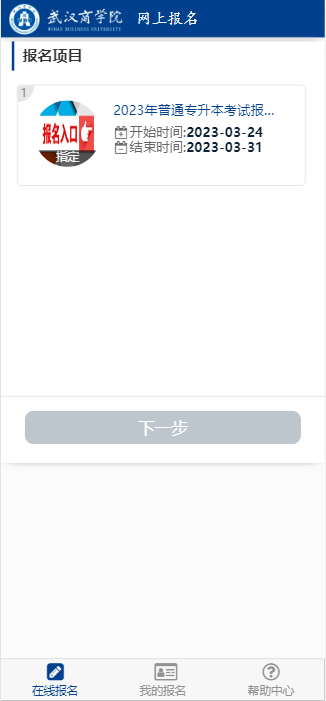 武汉商学院 网上报名
WUHAN BUSINESS UNIVERSITY
报名项目
1
报名入口
指定
2023年普通专升本考试报...
开始时间:2023-03-24
结束时间:2023-03-31
下一步
在线报名 我的报名 帮助中心